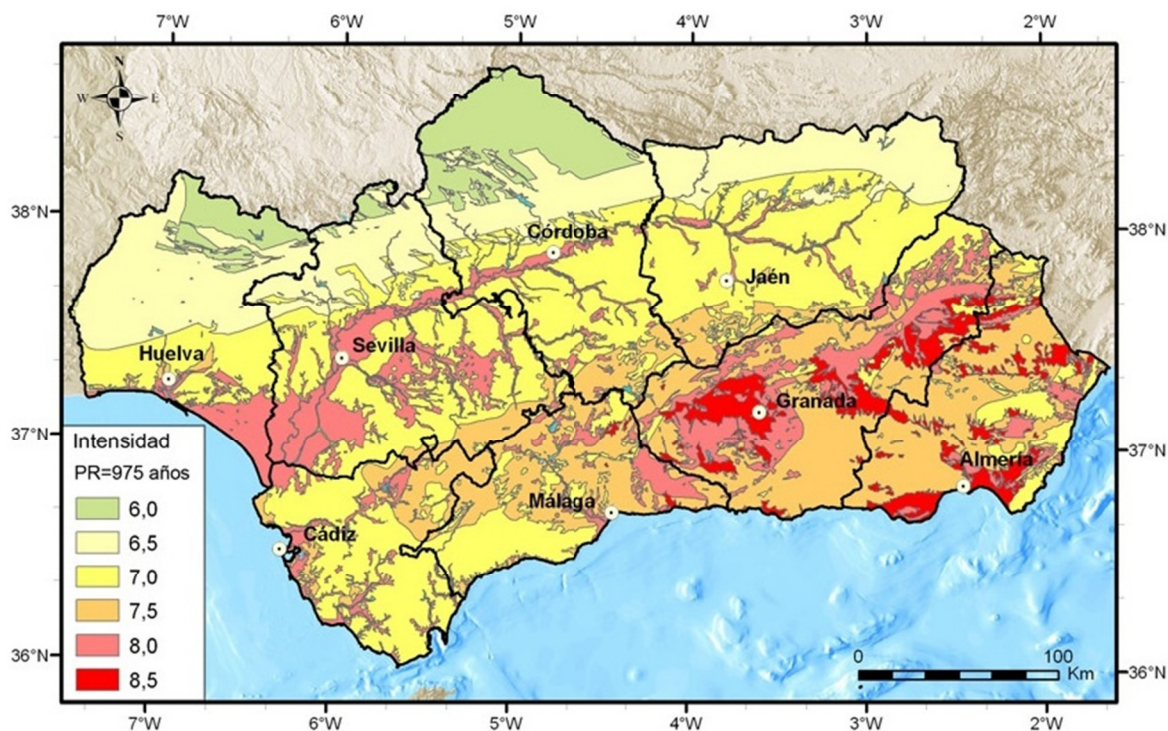 7°W 6°W 5°W 4°W 3°W 2°W
N
W E
S
38°N 38°N
Córdoba
Jaén
Sevilla
Huelva
Granada
37°N 37°N
Intensidad
Almería
PR=975 años
Málaga
6,0
6,5
Cádiz
7,0
7,5
8,0
8,5
0 100
Km
36°N 36°N
7°W 6°W 5°W 4°W 3°W 2°W